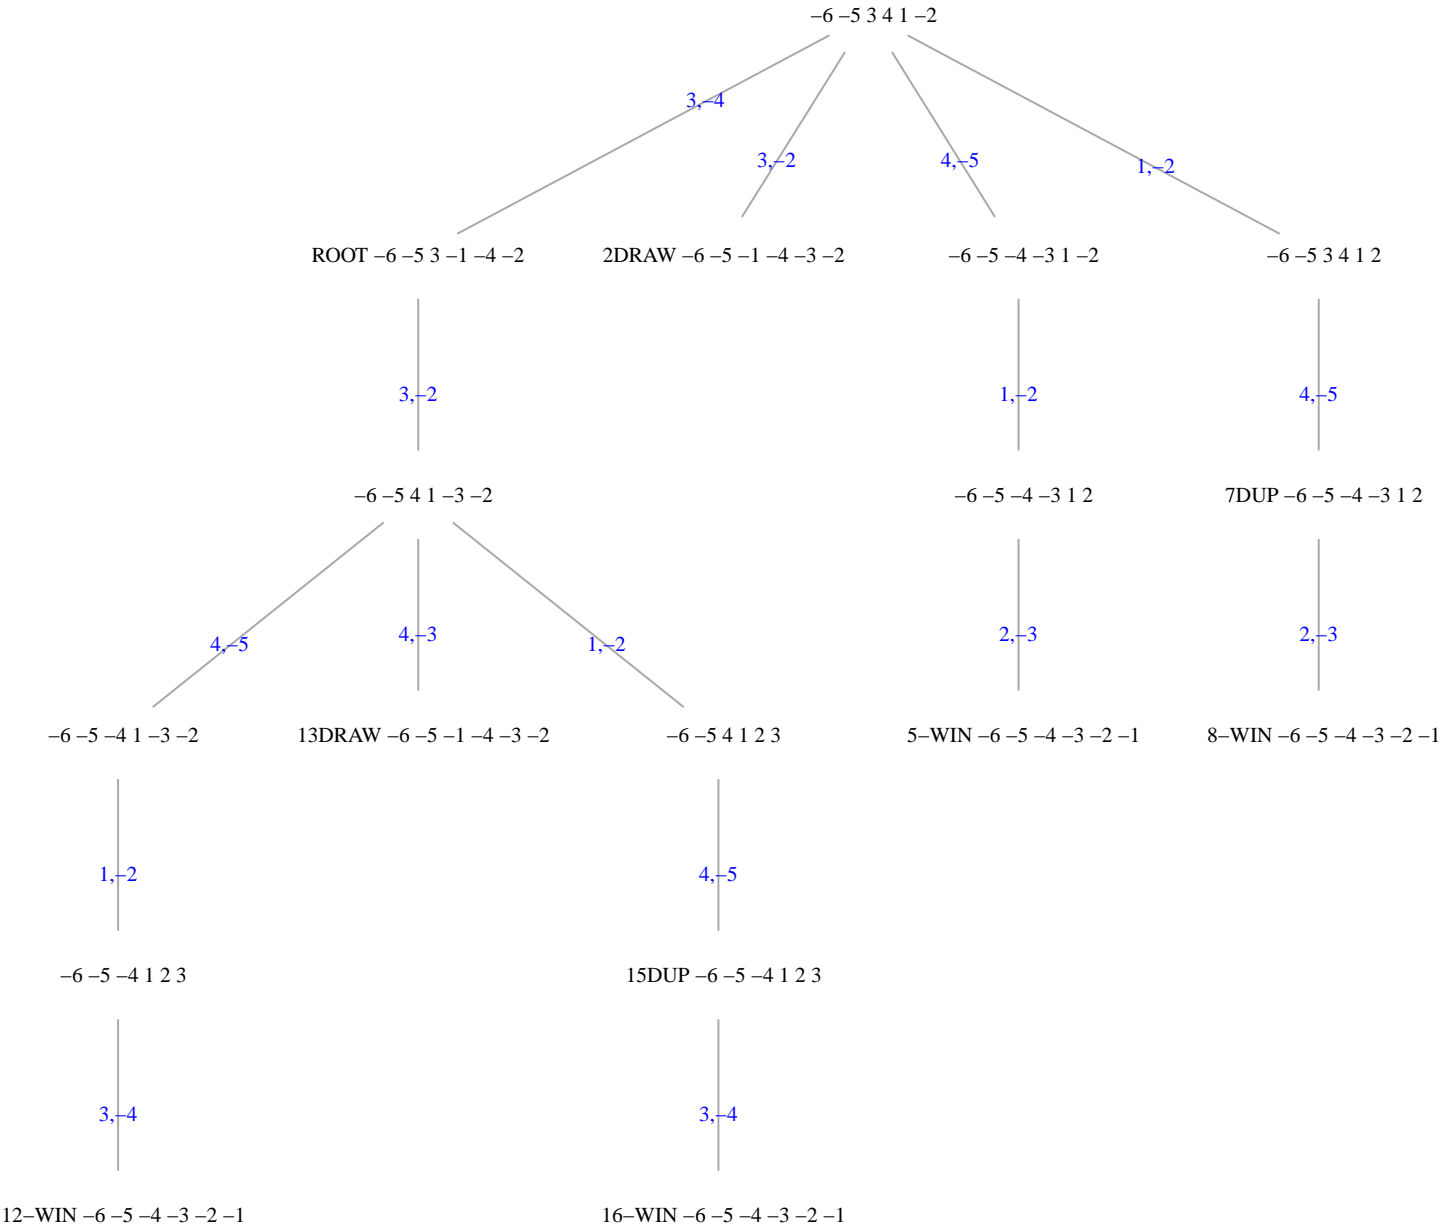 –6 –5 3 4 1 –2
3,–4
3,–2
4,–5
1,–2
ROOT –6 –5 3 –1 –4 –2
2DRAW –6 –5 –1 –4 –3 –2
–6 –5 –4 –3 1 –2
–6 –5 3 4 1 2
3,–2
1,–2
4,–5
–6 –5 4 1 –3 –2
–6 –5 –4 –3 1 2
7DUP –6 –5 –4 –3 1 2
4,–5
4,–3
1,–2
2,–3
2,–3
–6 –5 –4 1 –3 –2
13DRAW –6 –5 –1 –4 –3 –2
–6 –5 4 1 2 3
5–WIN –6 –5 –4 –3 –2 –1
8–WIN –6 –5 –4 –3 –2 –1
1,–2
4,–5
–6 –5 –4 1 2 3
15DUP –6 –5 –4 1 2 3
3,–4
3,–4
12–WIN –6 –5 –4 –3 –2 –1
16–WIN –6 –5 –4 –3 –2 –1